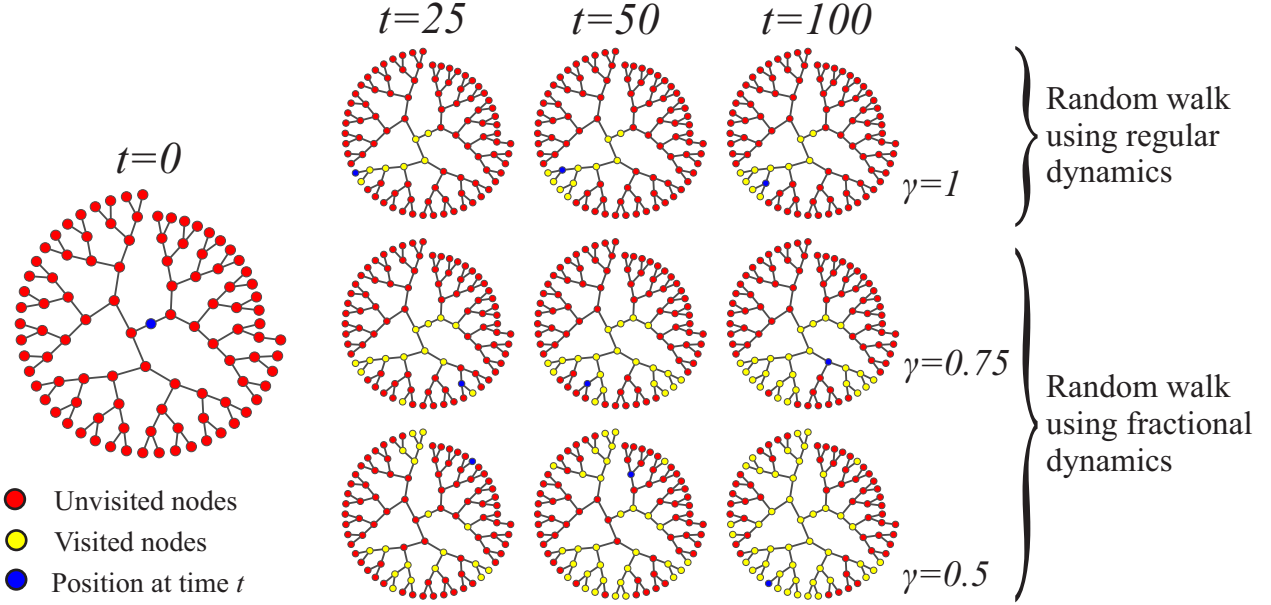 t=25
t=50
t=100
t=0
γ=1
Random walk
using regular
dynamics
γ=0.75
Random walk
using fractional
dynamics
γ=0.5
Unvisited nodes
Visited nodes
Position at time t